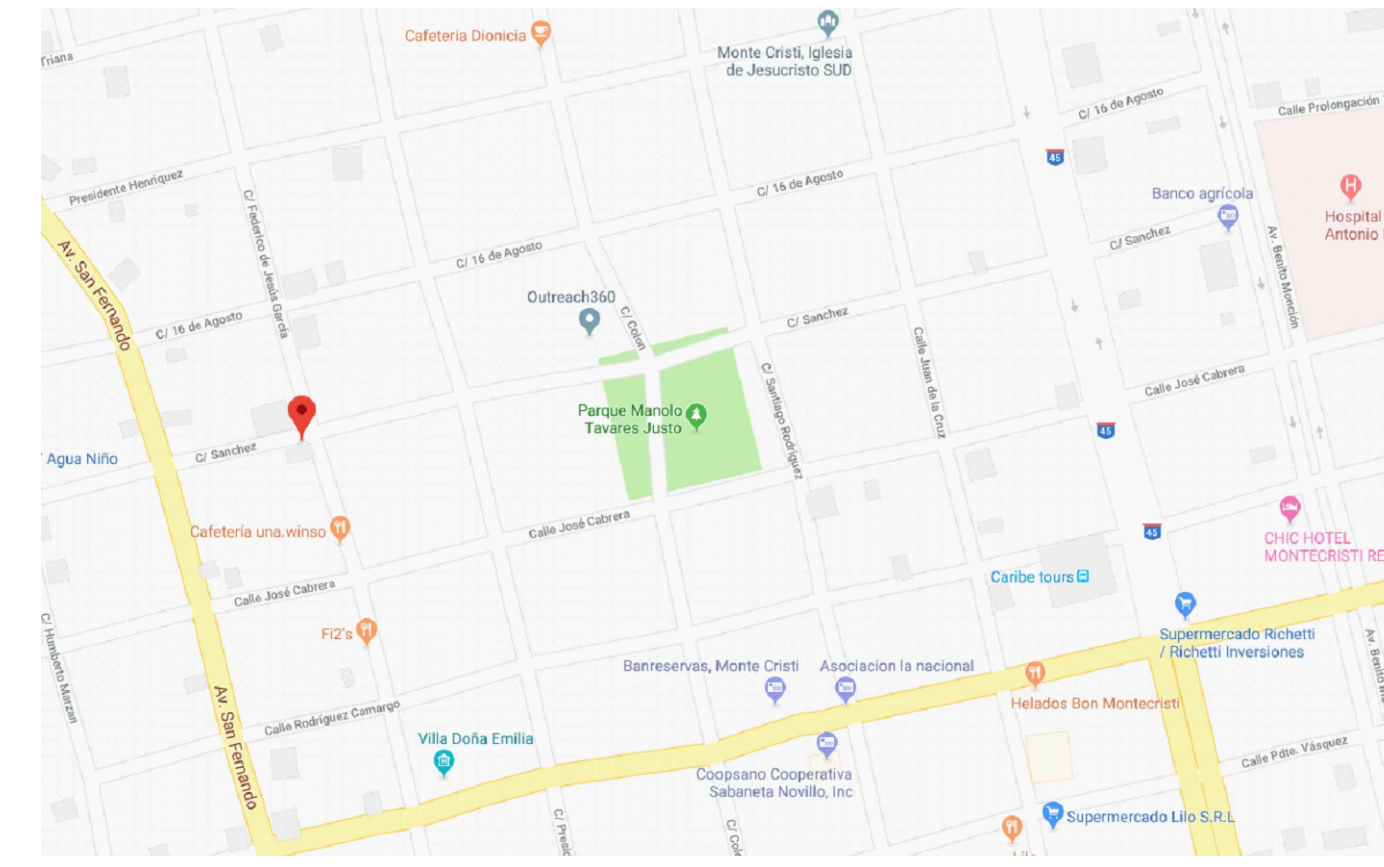 Cafeteria Dionicia
Monte Cristi, Iglesia
de Jesucristo SUD
Triana
C/ 16 de Agosto
Calle Prolongación
45
Presidente Henriquez
C/ Federico de Jesús García
C/ 16 de Agosto
Banco agrícola
Hospital
Antonio
Av. San Fernando
C/ 16 de Agosto
C/ Sanchez
Av. Benito Monción
Outreach360
C/ Colon
C/ 16 de Agosto
C/ Sanchez
Calle Juan de la Cruz
C/ Santiago Rodriguez
Calle José Cabrera
Parque Manolo
Tavares Justo
45
C/ Sanchez
Agua Niño
Cafetería una.winso
Calle José Cabrera
45
CHIC HOTEL
MONTECRISTI RE
Caribe tours
Calle José Cabrera
C/ Humberto Marzan
Fi2's
Supermercado Richetti
/ Richetti Inversiones
Banreservas, Monte Cristi
Asociacion la nacional
Av. Benito
Helados Bon Montecristi
Av. San Fernando
Calle Rodríguez Camargo
Villa Doña Emilia
Calle Pdte. Vásquez
Coopsano Cooperativa
Sabaneta Novillo, Inc
C/ Presid
C/ Colo
Supermercado Lilo S.R.L